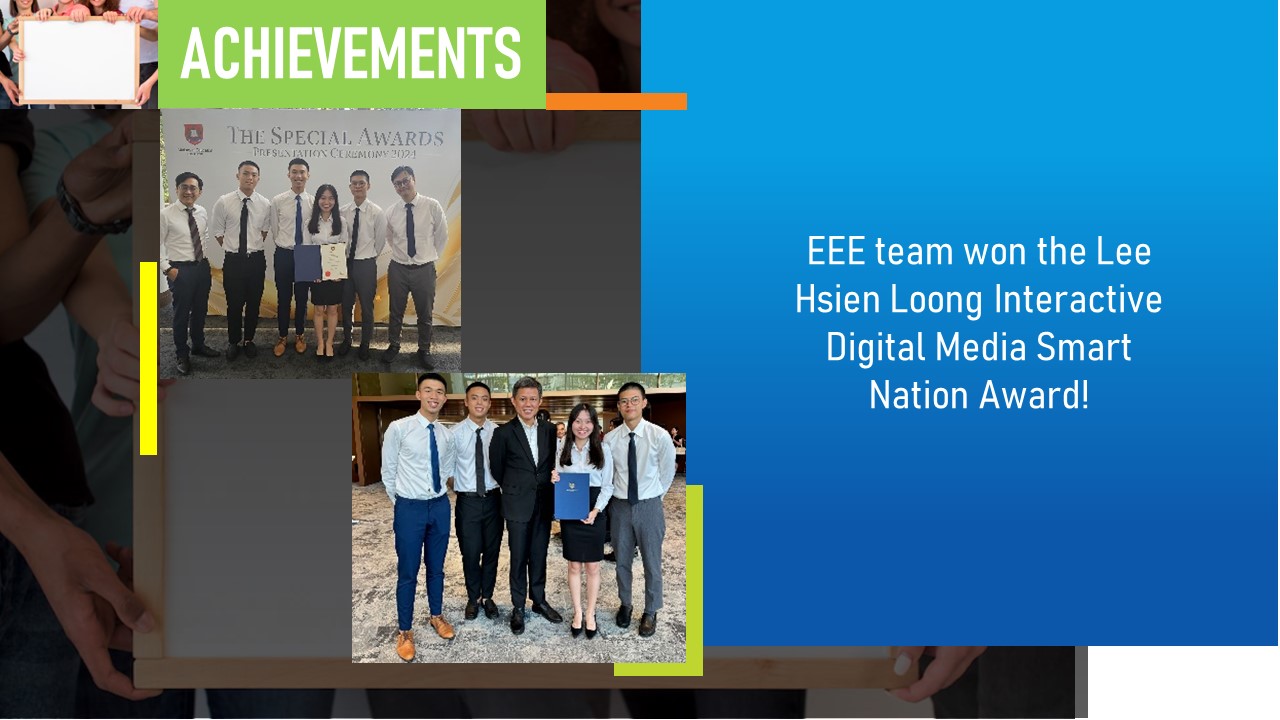 ACHIEVEMENTS
THE SPECIAL AWARDS
PRESENTATION CEREMONY 2024
EEE team won the Lee
Hsien Loong Interactive
Digital Media Smart
Nation Award!